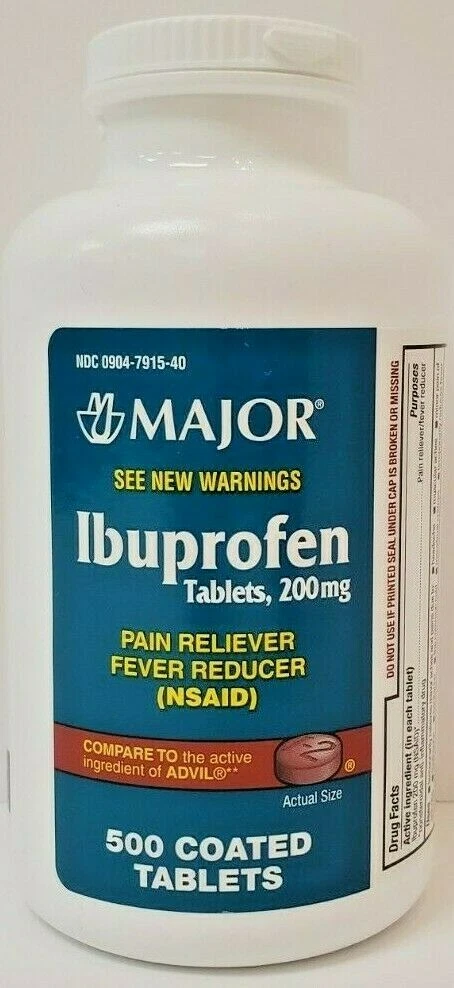 NDC 0904-7915-40
MAJOR®
SEE NEW WARNINGS
Ibuprofen
Tablets, 200mg
PAIN RELIEVER
FEVER REDUCER
(NSAID)
COMPARE TO the active
ingredient of ADVIL®**
®
Actual Size
500 COATED
TABLETS
DO NOT USE IF PRINTED SEAL UNDER CAP IS BROKEN OR MISSING
Drug Facts
Active ingredient (in each tablet)
Purposes
Pain reliever/fever reducer